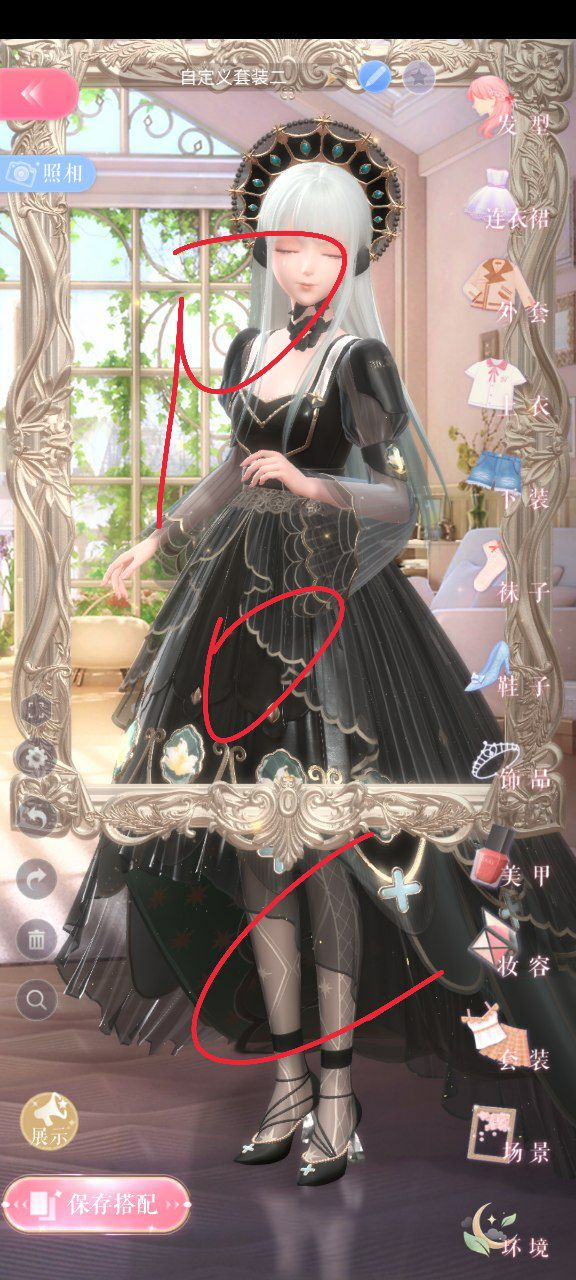 自定义套装二
照相
发型
连衣裙
外套
上衣
下装
袜子
鞋子
饰品
美甲
妆容
套装
场景
环境
展示
保存搭配